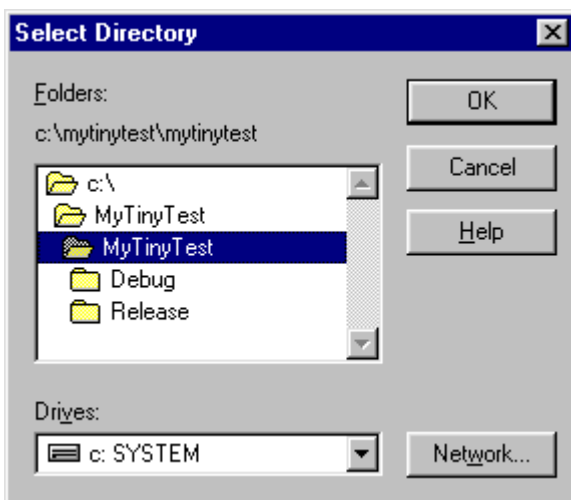 Select Directory
Folders:
c:\mytinytest\mytinytest
c:\
MyTinyTest
MyTinyTest
Debug
Release
OK
Cancel
Help
Drives:
c: SYSTEM
Network...